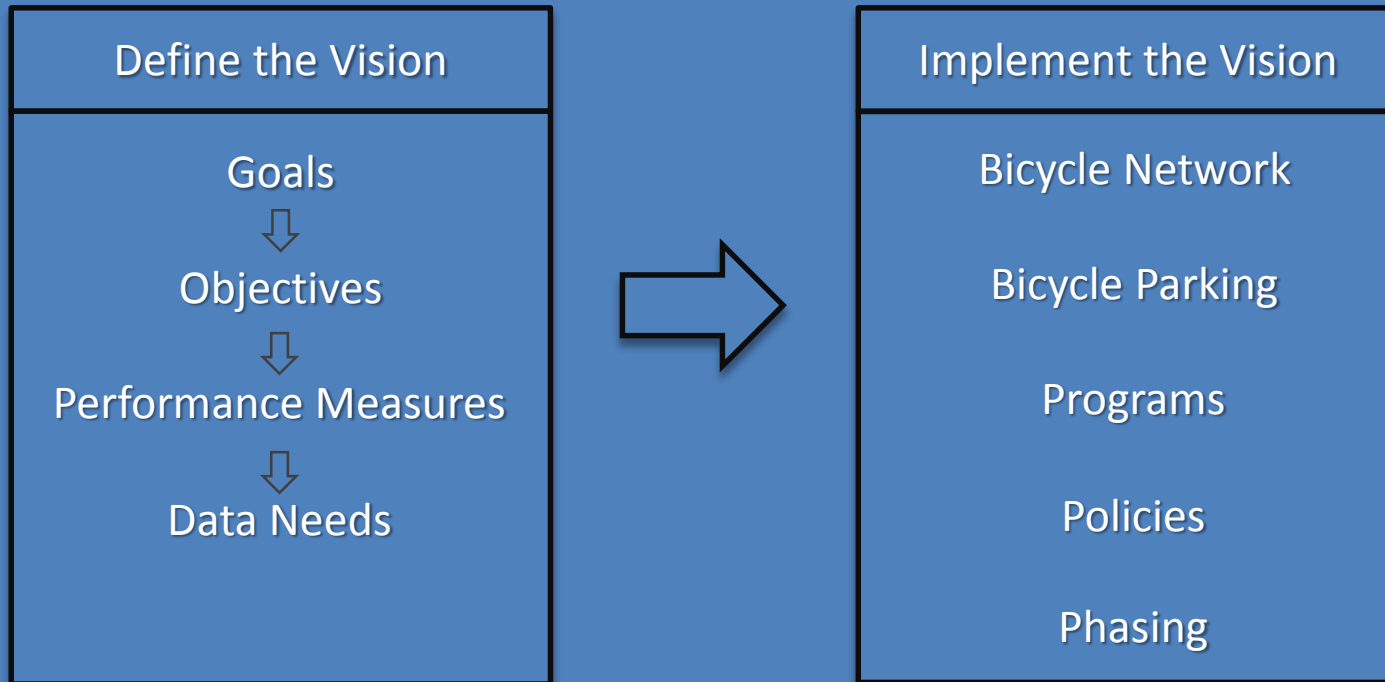 Define the Vision
Goals
Objectives
Performance Measures
Data Needs
Implement the Vision
Bicycle Network
Bicycle Parking
Programs
Policies
Phasing